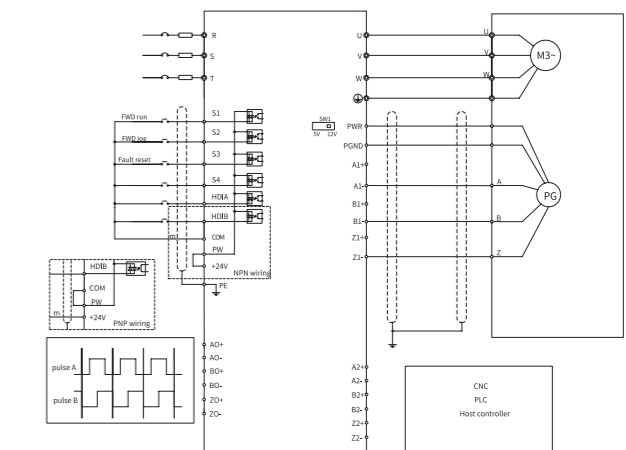 R
S
T
FWD run
S1
FWD jog
S2
Fault reset
S3
S4
HDIA
HDIB
m
COM
PW
+24V
NPN wiring
PE
HDIB
COM
PW
m
+24V
PNP wiring
pulse A
pulse B
AO+
AO-
BO+
BO-
ZO+
ZO-
U
V
W
SW1
5V 12V
PWR
PGND
A1+
A1-
B1+
B1-
Z1+
Z1-
A2+
A2-
B2+
B2-
Z2+
Z2-
U
V
W
M3~
A
B
Z
PG
CNC
PLC
Host controller